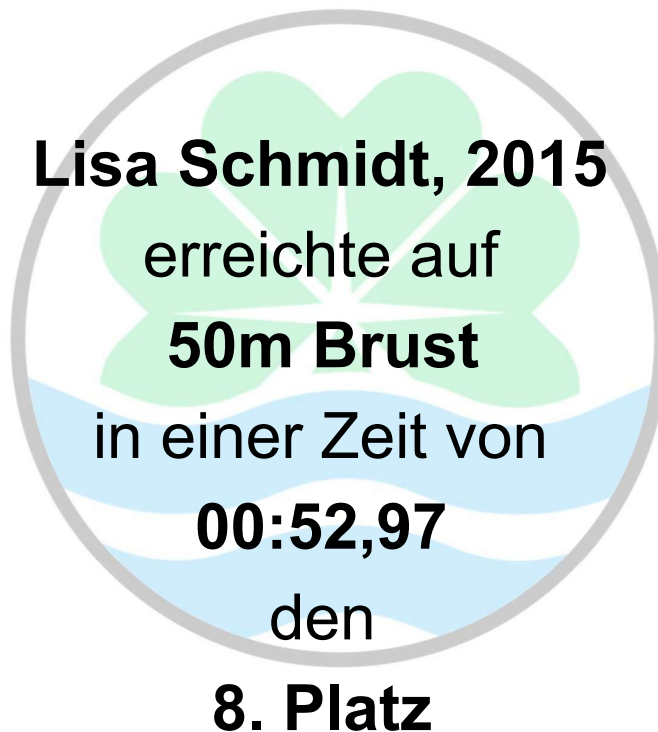 Lisa Schmidt, 2015
erreichte auf
50m Brust
in einer Zeit von
00:52,97
den
8. Platz